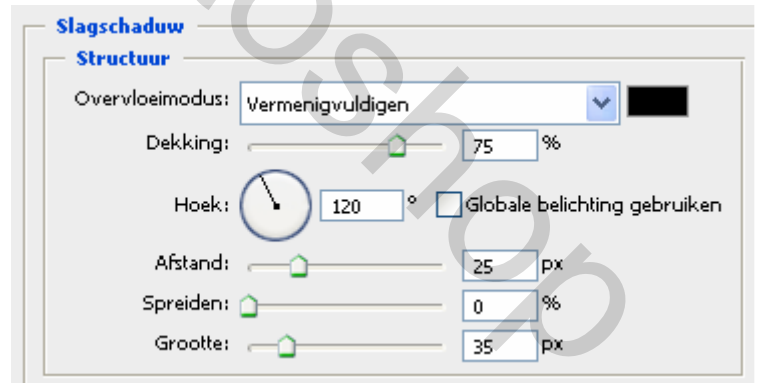 Slagschaduw
Structuur
Overvloeimodus: Vermenigvuldigen
Dekking: 75 %
Hoek: 120 ° Globale belichting gebruiken
Afstand: 25 px
Spreiden: 0 %
Grootte: 35 px